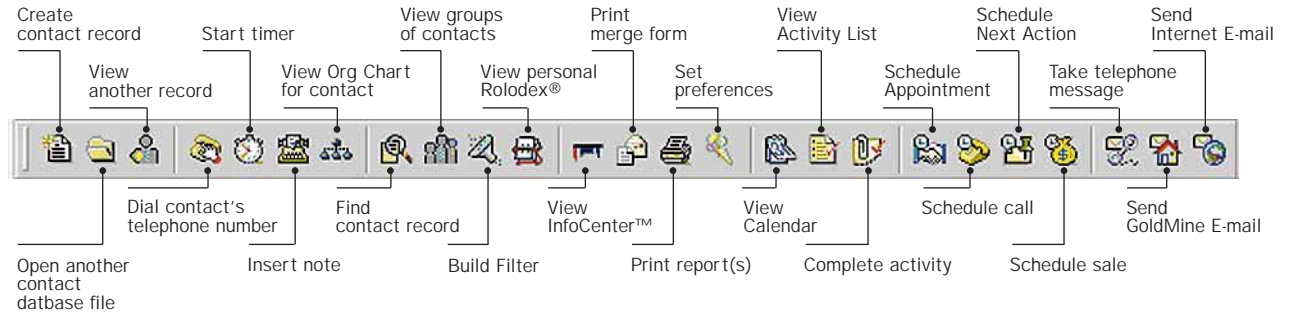 Create
contact record
View
another record
Start timer
View Org Chart
for contact
View groups
of contacts
View personal
Rolodex®
Print
merge form
Set
preferences
View
Activity List
Schedule
Appointment
Schedule
Next Action
Take telephone
message
Send
Internet E-mail
Open another
contact
datbase file
Dial contact's
telephone number
Insert note
Find
contact record
Build Filter
View
InfoCenter™
Print report(s)
View
Calendar
Complete activity
Schedule call
Schedule sale
Send
GoldMine E-mail